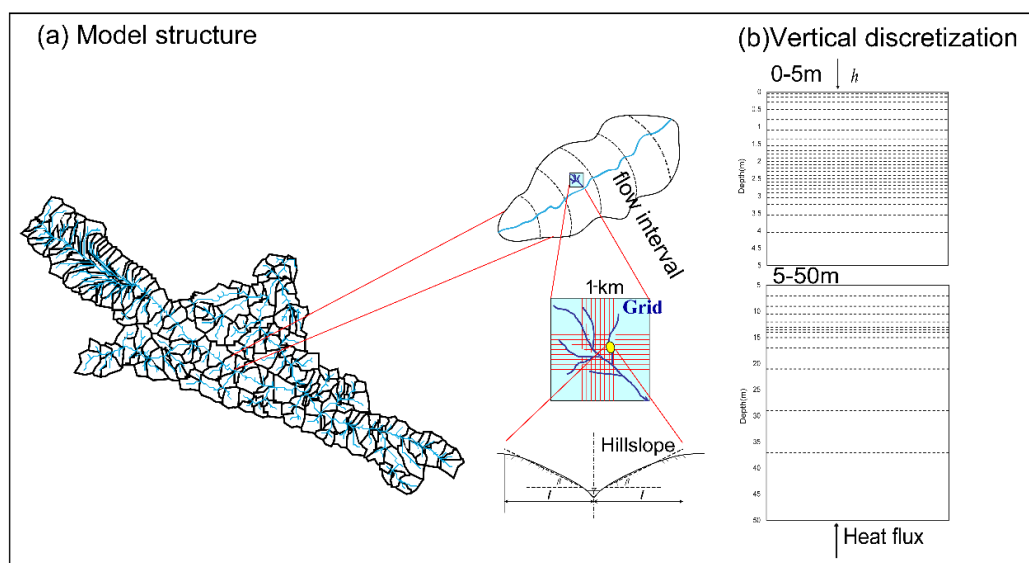 (a) Model structure
flow interval
1-km
Grid
Hillslope
l
l
(b)Vertical discretization
0-5m
h
0
0.5
1
1.5
2
2.5
3
3.5
4
4.5
5
Depth(m)
5-50m
5
10
15
20
25
30
35
40
45
50
Depth(m)
Heat flux